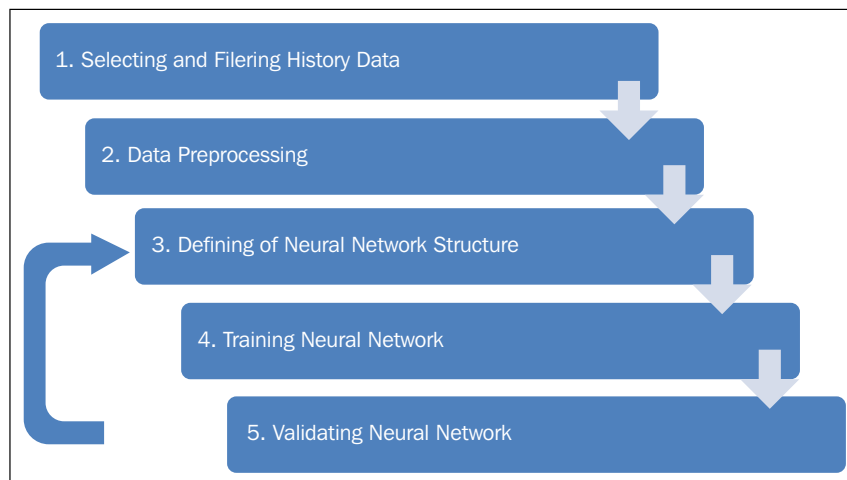 1. Selecting and Filering History Data
2. Data Preprocessing
3. Defining of Neural Network Structure
4. Training Neural Network
5. Validating Neural Network